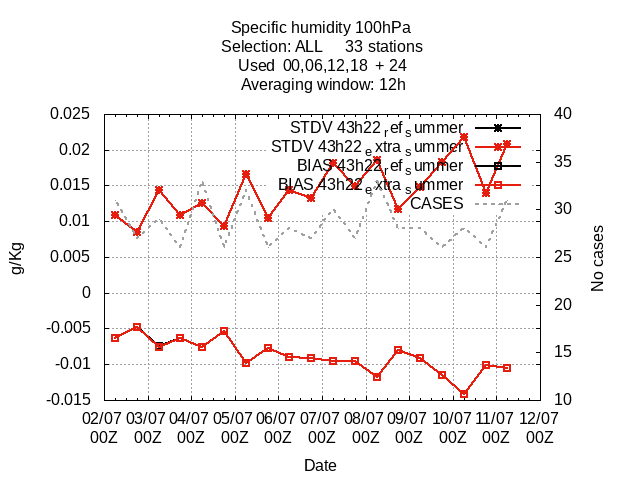 Specific humidity 100hPa
Selection: ALL 33 stations
Used 00,06,12,18 + 24
Averaging window: 12h
STDV 43h22_ref_summer
STDV 43h22_extra_summer
BIAS 43h22_ref_summer
BIAS 43h22_extra_summer
CASES
0.025
0.02
0.015
0.01
0.005
0
-0.005
-0.01
-0.015
g/Kg
40
35
30
25
20
15
10
No cases
02/07 03/07 04/07 05/07 06/07 07/07 08/07 09/07 10/07 11/07 12/07
00Z 00Z 00Z 00Z 00Z 00Z 00Z 00Z 00Z 00Z 00Z
Date